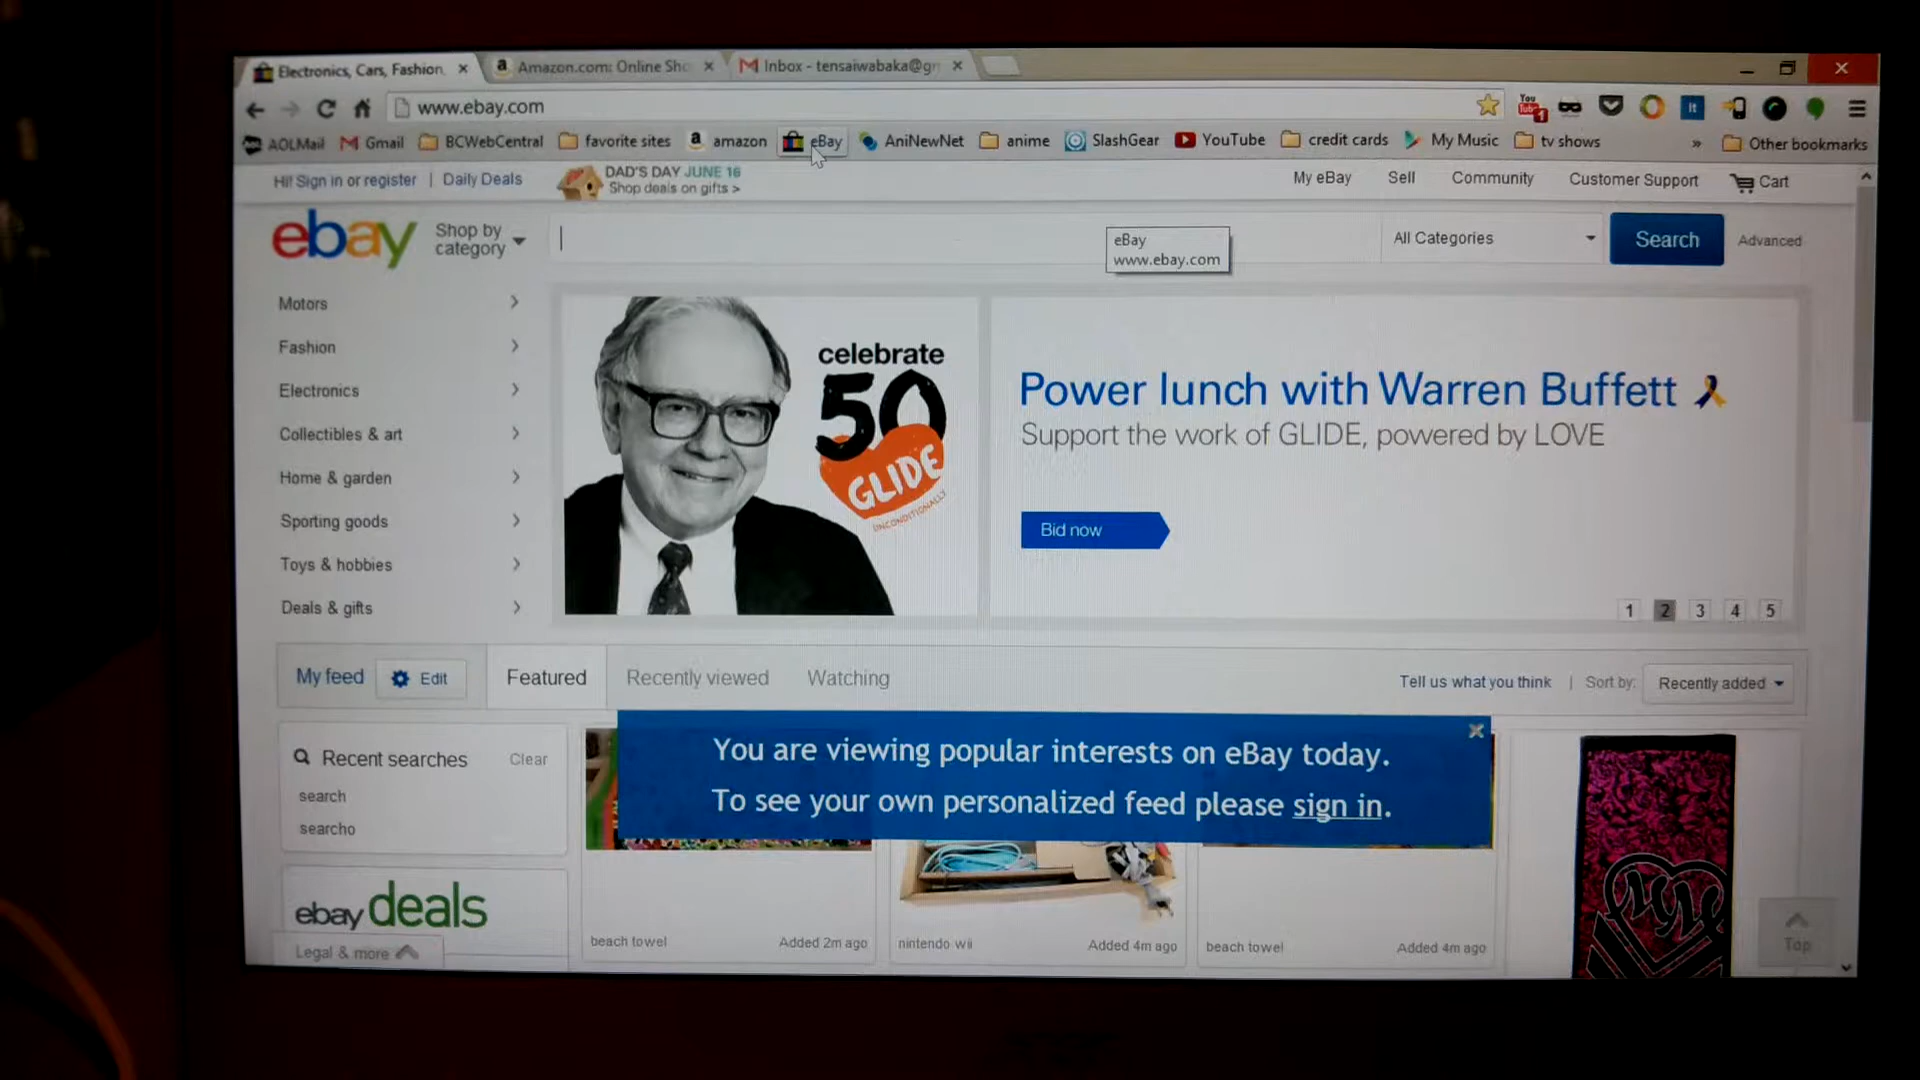 Electronics, Cars, Fashion,
Amazon.com: Online Sho
Inbox - tensaiwabaka@g
www.ebay.com
AOLMail Gmail BCWebCentral favorite sites amazon eBay AniNewNet anime SlashGear YouTube credit cards My Music tv shows » Other bookmarks
Hi! Sign in or register | Daily Deals
DAD'S DAY JUNE 16
Shop deals on gifts >
My eBay Sell Community Customer Support Cart
ebay
Shop by
category
eBay
www.ebay.com
All Categories
Search
Advanced
Motors
Fashion
Electronics
Collectibles & art
Home & garden
Sporting goods
Toys & hobbies
Deals & gifts
celebrate
50
GLIDE
UNCONDITIONALLY
Power lunch with Warren Buffett
Support the work of GLIDE, powered by LOVE
Bid now
1 2 3 4 5
My feed Edit Featured Recently viewed Watching
Tell us what you think | Sort by: Recently added
Recent searches Clear
search
searcho
You are viewing popular interests on eBay today.
To see your own personalized feed please sign in.
ebay deals
Legal & more
beach towel Added 2m ago
nintendo wii Added 4m ago
beach towel Added 4m ago
Top